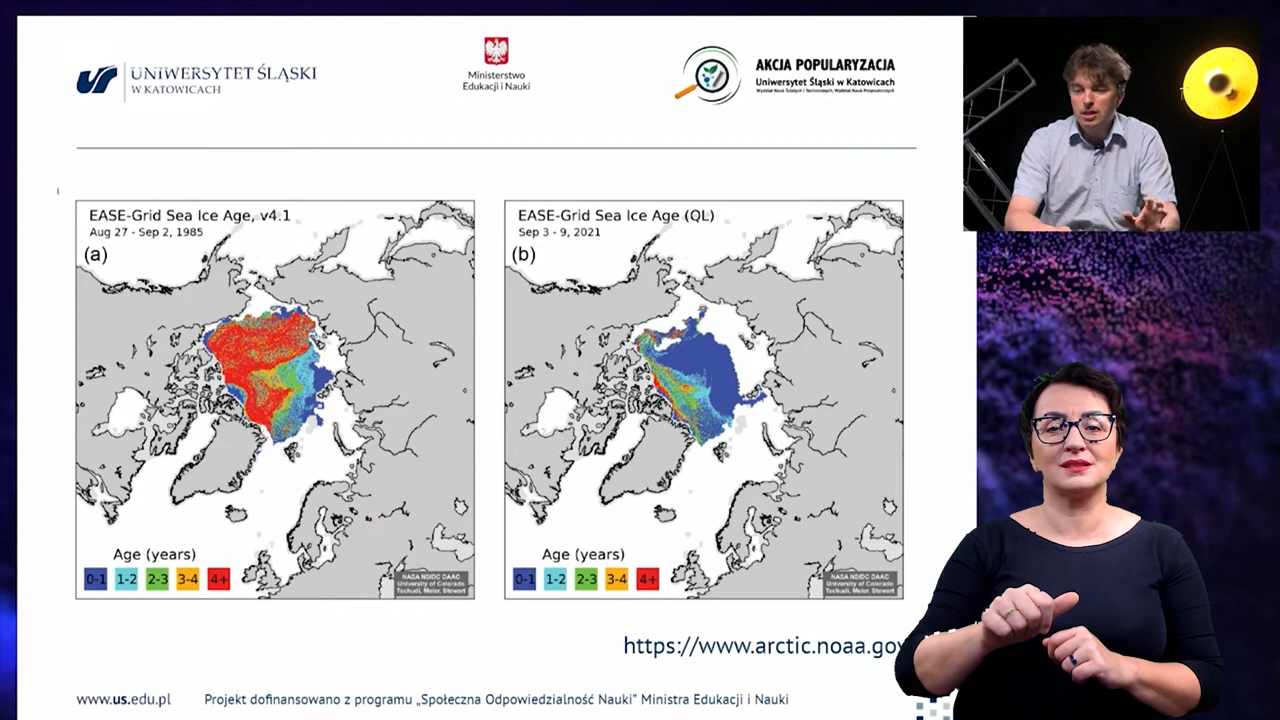 UNIWERSYTET ŚLĄSKI
W KATOWICACH
Ministerstwo
Edukacji i Nauki
AKCJA POPULARYZACJA
Uniwersytet Śląski w Katowicach
Wydział Nauk Ścisłych i Technicznych, Wydział Nauk Przyrodniczych
EASE-Grid Sea Ice Age, v4.1
Aug 27 - Sep 2, 1985
(a)
Age (years)
0-1 1-2 2-3 3-4 4+
NASA NSIDC DAAC
University of Colorado
Tschudi, Meier, Stewart
EASE-Grid Sea Ice Age (QL)
Sep 3 - 9, 2021
(b)
Age (years)
0-1 1-2 2-3 3-4 4+
NASA NSIDC DAAC
University of Colorado
Tschudi, Meier, Stewart
https://www.arctic.noaa.gov
www.us.edu.pl
Projekt dofinansowano z programu „Społeczna Odpowiedzialność Nauki” Ministra Edukacji i Nauki